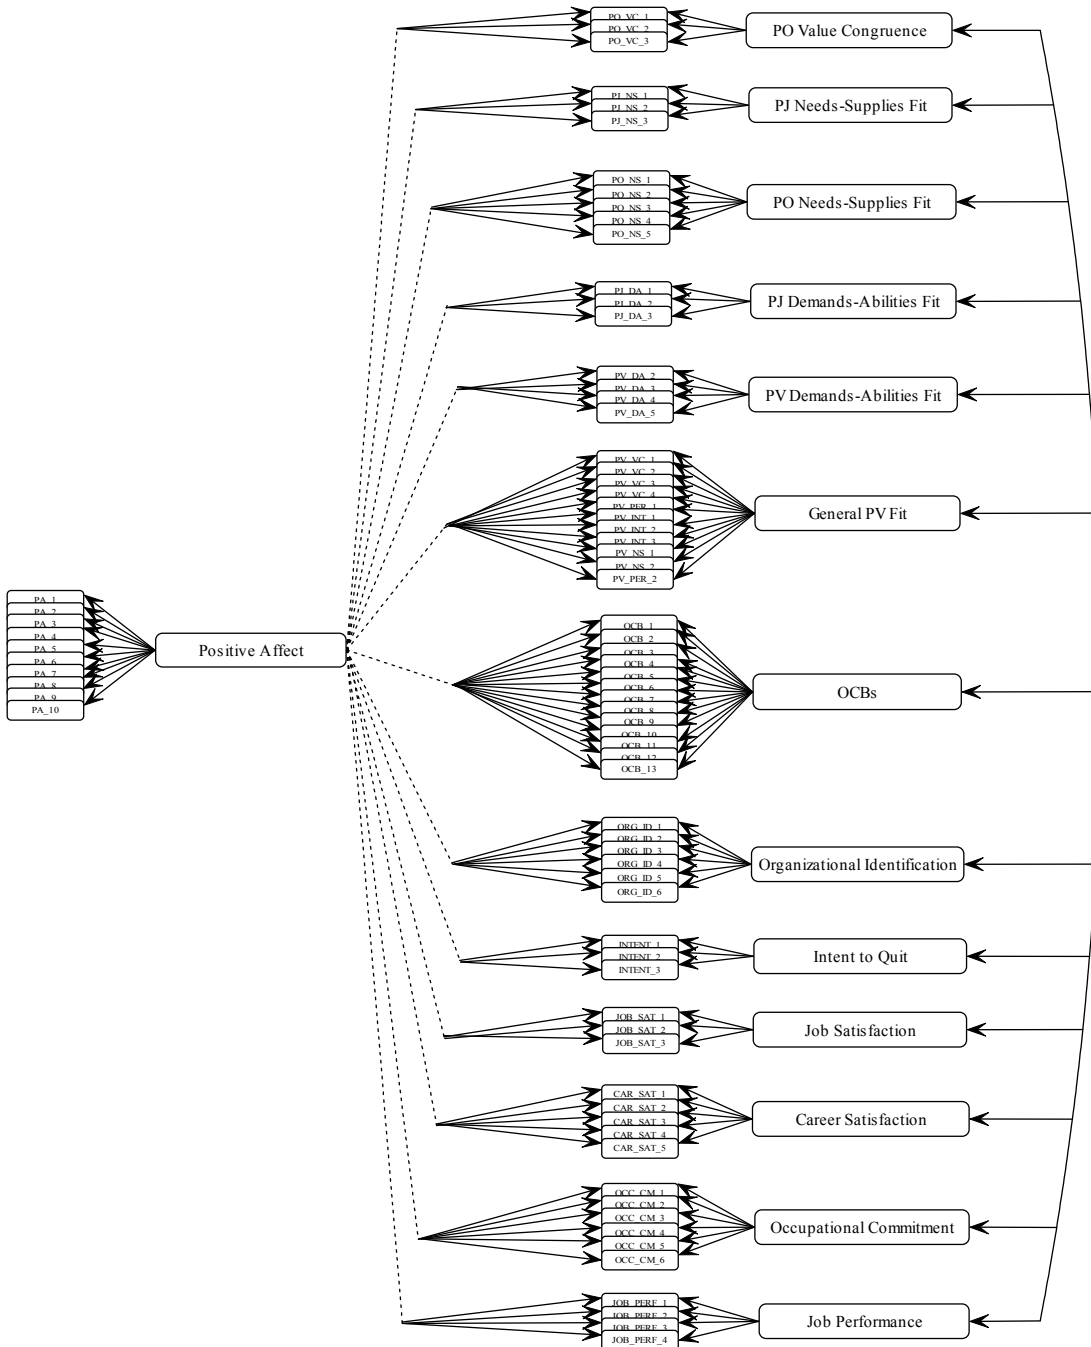 PO_VC_1
PO_VC_2
PO_VC_3
PO Value Congruence
PJ_NS_1
PJ_NS_2
PJ_NS_3
PJ Needs-Supplies Fit
PO_NS_1
PO_NS_2
PO_NS_3
PO_NS_4
PO_NS_5
PO Needs-Supplies Fit
PJ_DA_1
PJ_DA_2
PJ_DA_3
PJ Demands-Abilities Fit
PV_DA_2
PV_DA_3
PV_DA_4
PV_DA_5
PV Demands-Abilities Fit
PV_VC_1
PV_VC_2
PV_VC_3
PV_VC_4
PV_PER_1
PV_INT_1
PV_INT_2
PV_INT_3
PV_NS_1
PV_NS_2
PV_PER_2
General PV Fit
PA_1
PA_2
PA_3
PA_4
PA_5
PA_6
PA_7
PA_8
PA_9
PA_10
Positive Affect
OCB_1
OCB_2
OCB_3
OCB_4
OCB_5
OCB_6
OCB_7
OCB_8
OCB_9
OCB_10
OCB_11
OCB_12
OCB_13
OCBs
ORG_ID_1
ORG_ID_2
ORG_ID_3
ORG_ID_4
ORG_ID_5
ORG_ID_6
Organizational Identification
INTENT_1
INTENT_2
INTENT_3
Intent to Quit
JOB_SAT_1
JOB_SAT_2
JOB_SAT_3
Job Satisfaction
CAR_SAT_1
CAR_SAT_2
CAR_SAT_3
CAR_SAT_4
CAR_SAT_5
Career Satisfaction
OCC_CM_1
OCC_CM_2
OCC_CM_3
OCC_CM_4
OCC_CM_5
OCC_CM_6
Occupational Commitment
JOB_PERF_1
JOB_PERF_2
JOB_PERF_3
JOB_PERF_4
Job Performance